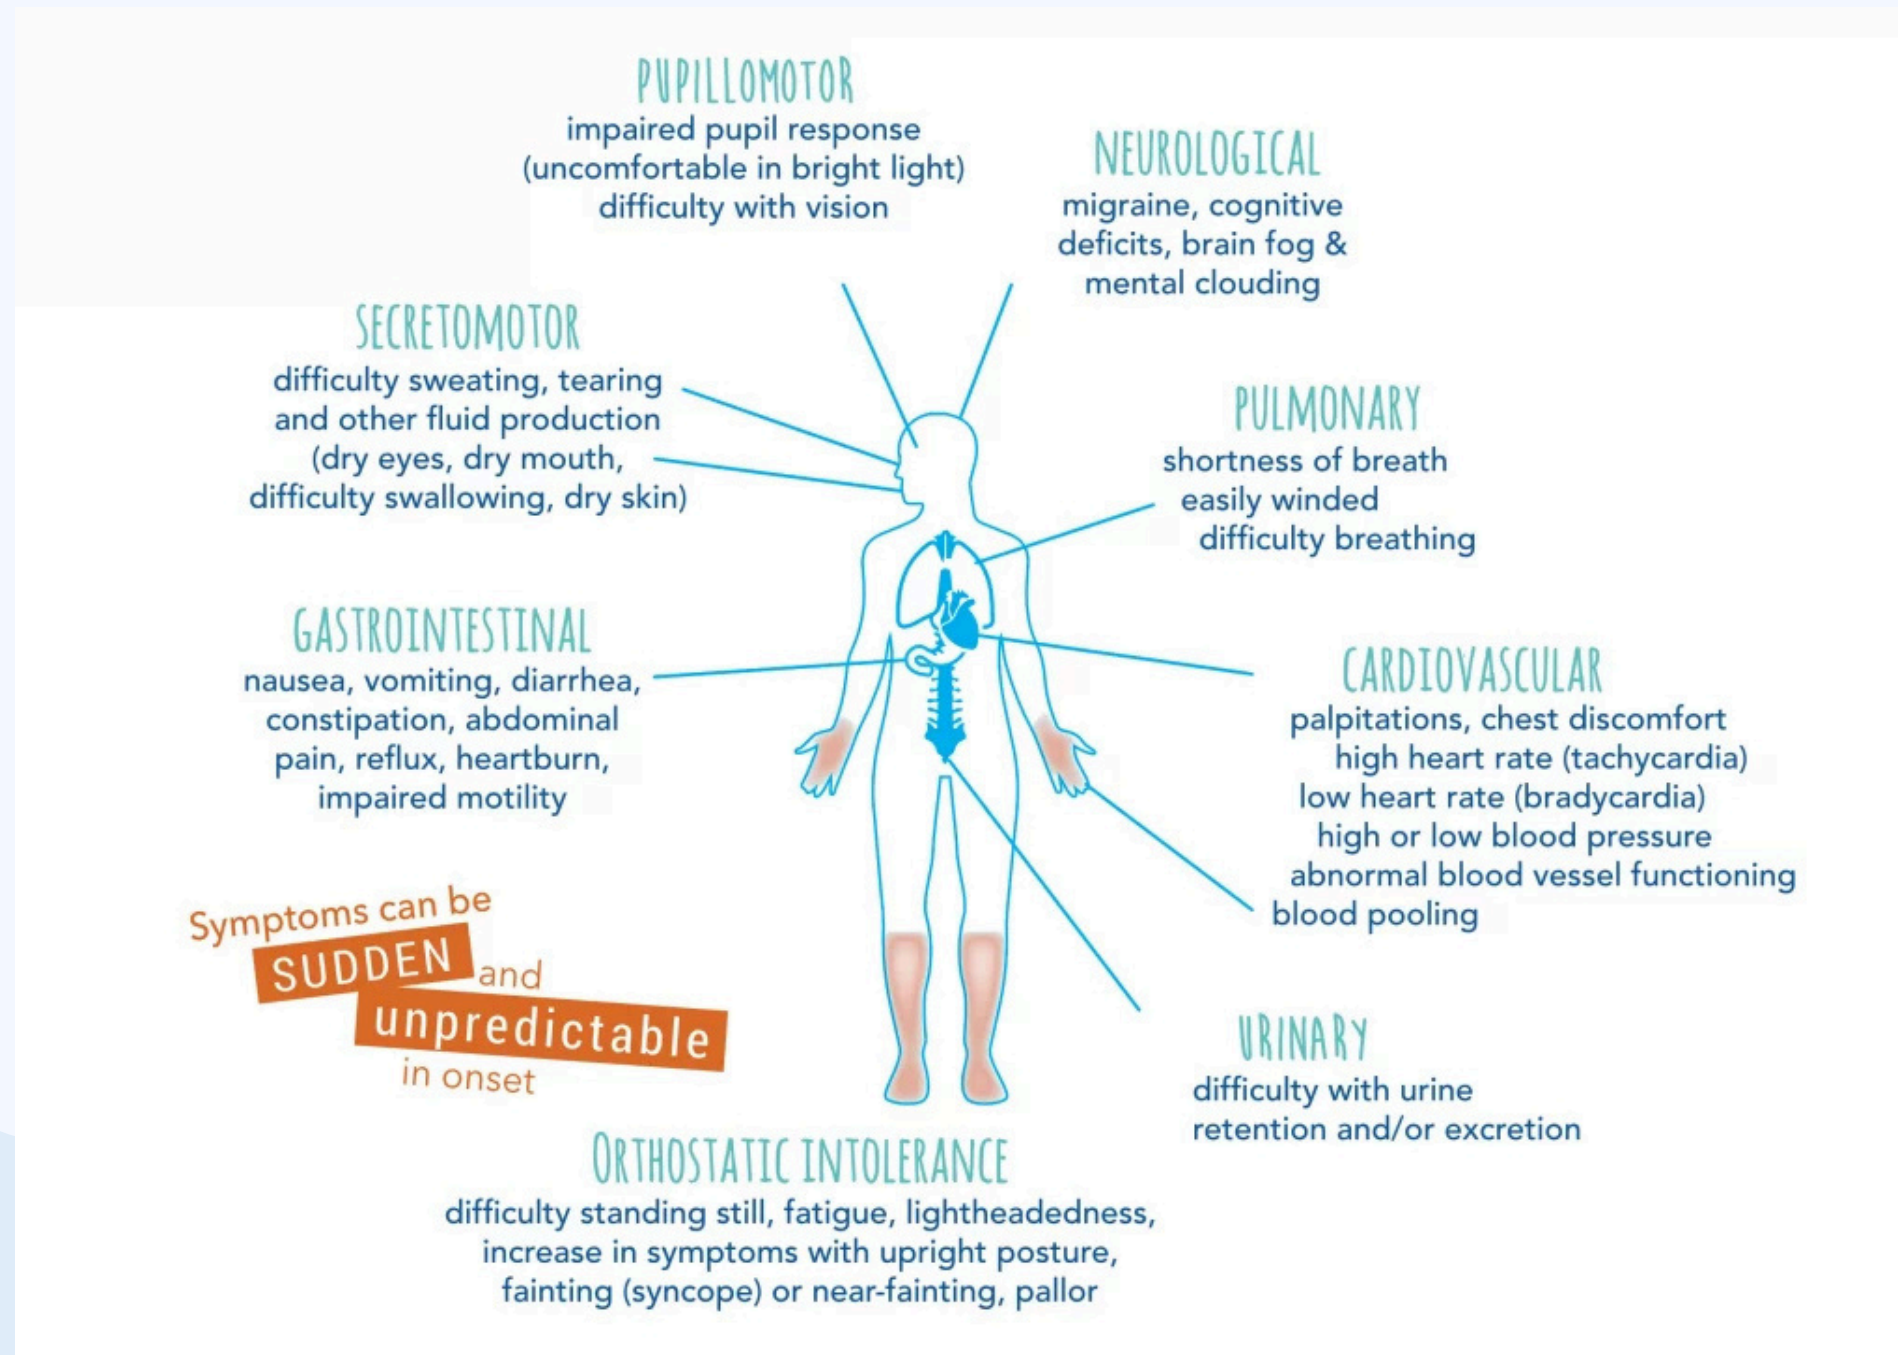 PUPILLOMOTOR
impaired pupil response
(uncomfortable in bright light)
difficulty with vision
NEUROLOGICAL
migraine, cognitive
deficits, brain fog &
mental clouding
SECRETOMOTOR
difficulty sweating, tearing
and other fluid production
(dry eyes, dry mouth,
difficulty swallowing, dry skin)
PULMONARY
shortness of breath
easily winded
difficulty breathing
GASTROINTESTINAL
nausea, vomiting, diarrhea,
constipation, abdominal
pain, reflux, heartburn,
impaired motility
CARDIOVASCULAR
palpitations, chest discomfort
high heart rate (tachycardia)
low heart rate (bradycardia)
high or low blood pressure
abnormal blood vessel functioning
blood pooling
Symptoms can be
SUDDEN and
unpredictable
in onset
URINARY
difficulty with urine
retention and/or excretion
ORTHOSTATIC INTOLERANCE
difficulty standing still, fatigue, lightheadedness,
increase in symptoms with upright posture,
fainting (syncope) or near-fainting, pallor